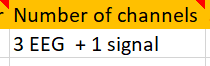 Number of channels
3 EEG + 1 signal